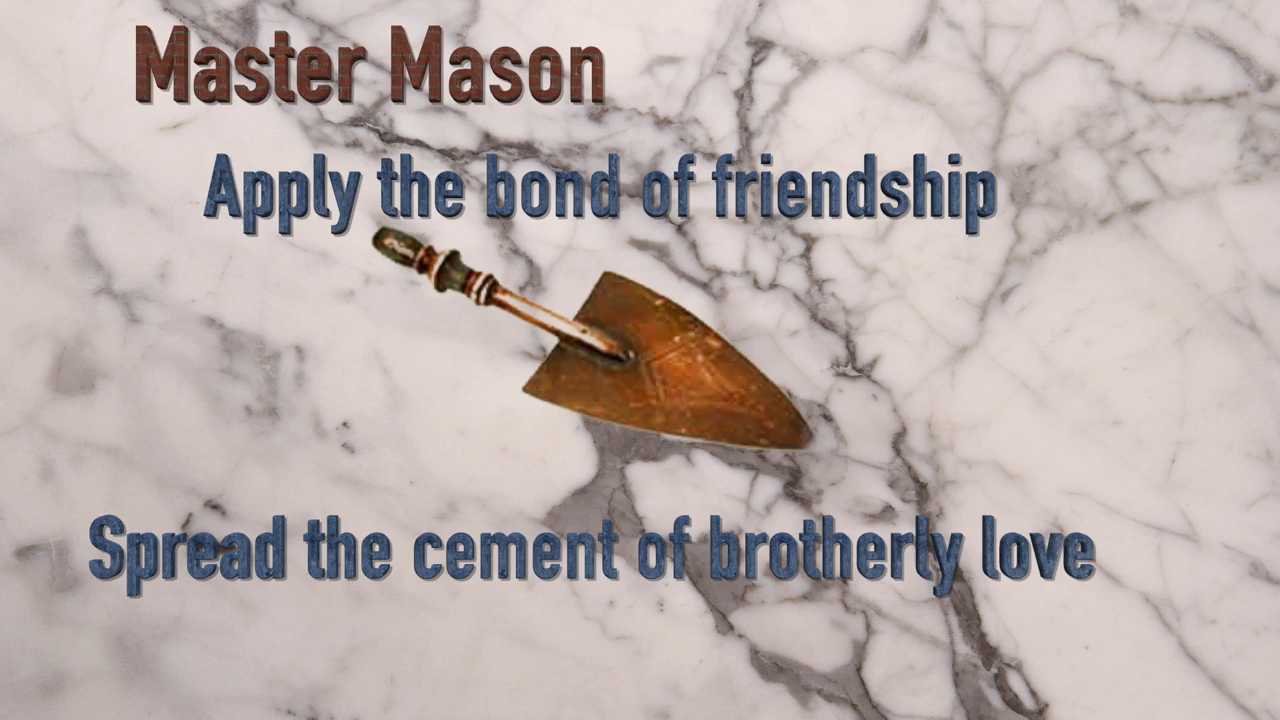 Master Mason
Apply the bond of friendship
Spread the cement of brotherly love